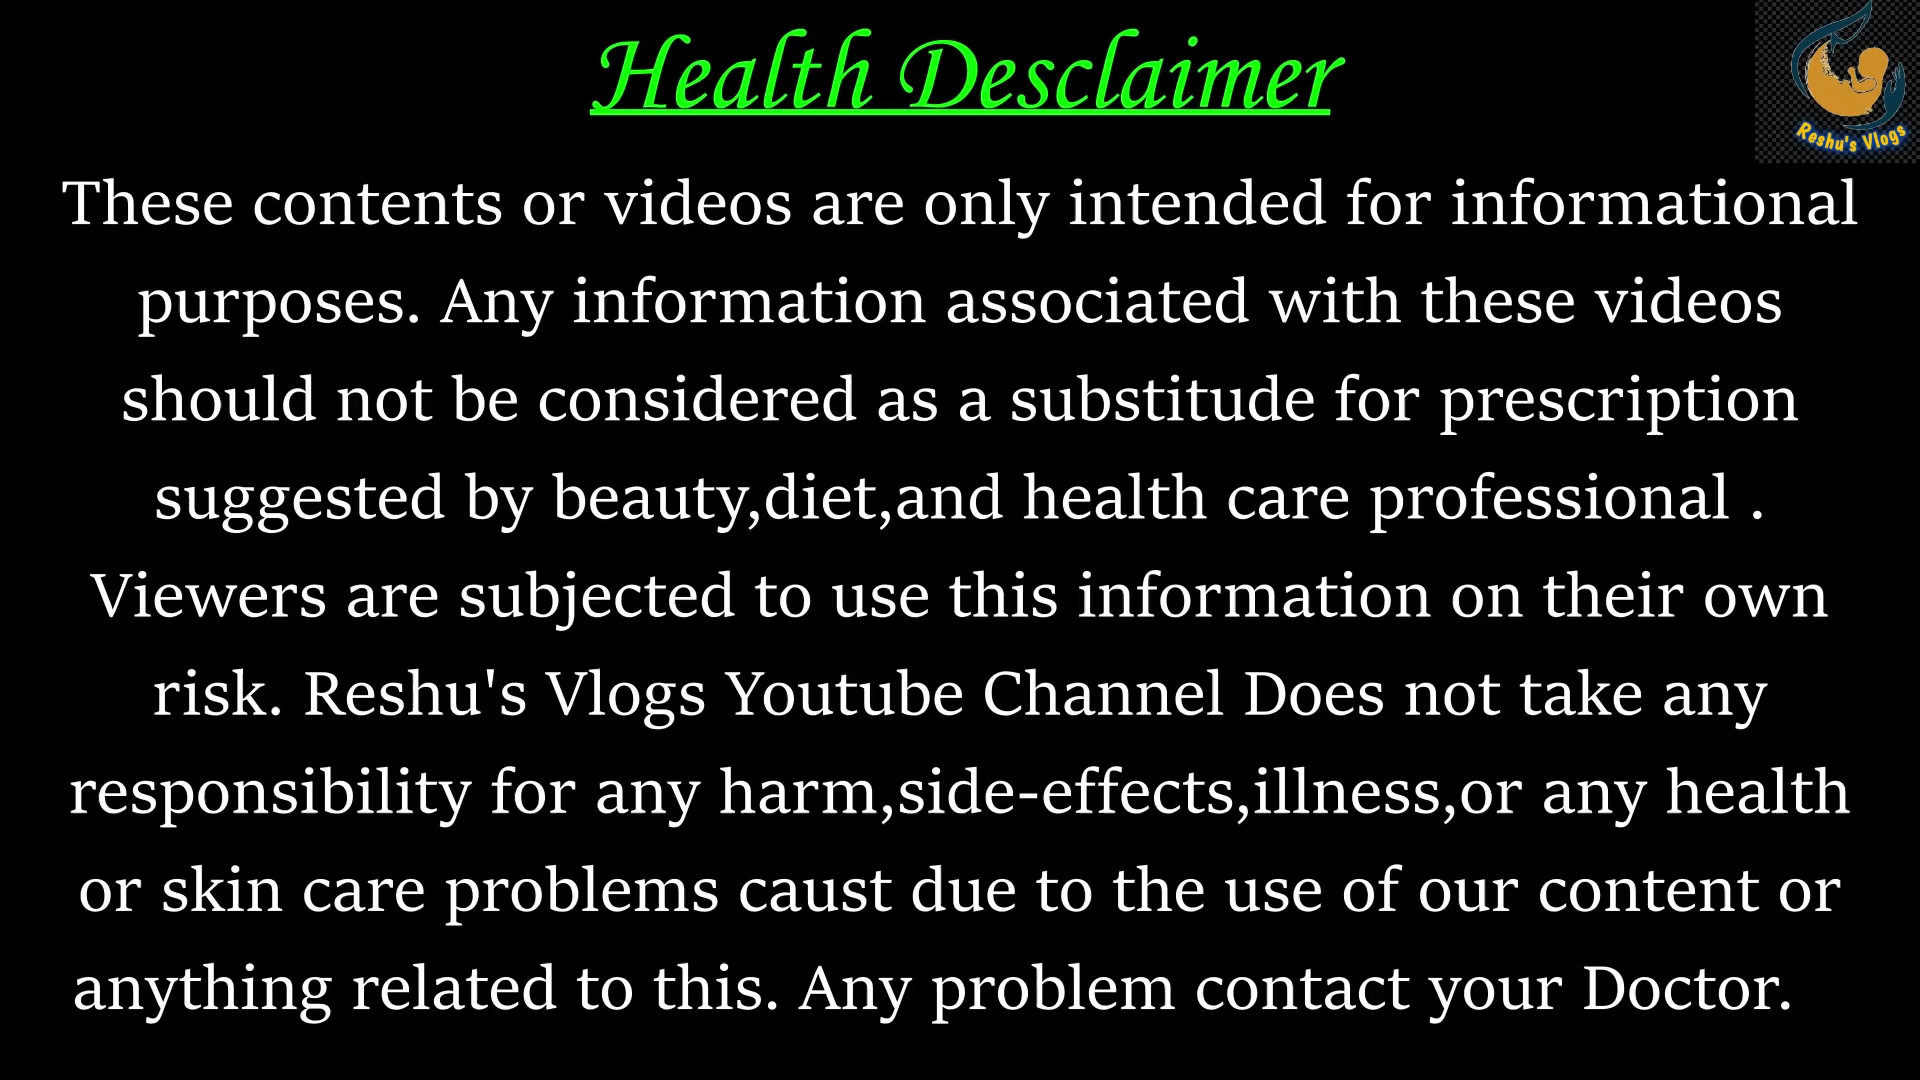 Health Desclaimer
Reshu's Vlogs
These contents or videos are only intended for informational
purposes. Any information associated with these videos
should not be considered as a substitude for prescription
suggested by beauty,diet,and health care professional .
Viewers are subjected to use this information on their own
risk. Reshu's Vlogs Youtube Channel Does not take any
responsibility for any harm,side-effects,illness,or any health
or skin care problems caust due to the use of our content or
anything related to this. Any problem contact your Doctor.